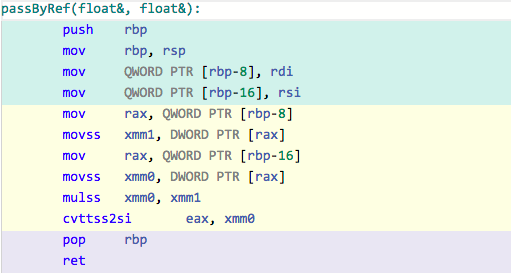 passByRef(float&, float&):
push rbp
mov rbp, rsp
mov QWORD PTR [rbp-8], rdi
mov QWORD PTR [rbp-16], rsi
mov rax, QWORD PTR [rbp-8]
movss xmm1, DWORD PTR [rax]
mov rax, QWORD PTR [rbp-16]
movss xmm0, DWORD PTR [rax]
mulss xmm0, xmm1
cvttss2si eax, xmm0
pop rbp
ret